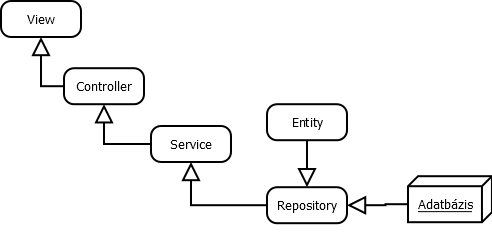 View
Controller
Entity
Service
Repository
Adatbázis